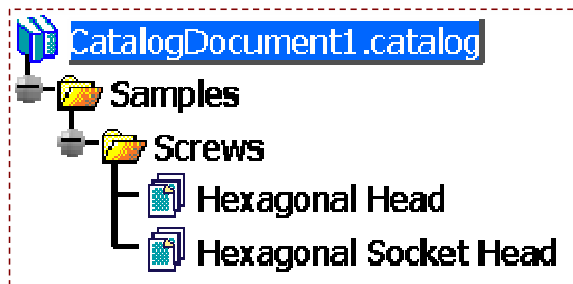 CatalogDocument1.catalog
Samples
Screws
Hexagonal Head
Hexagonal Socket Head